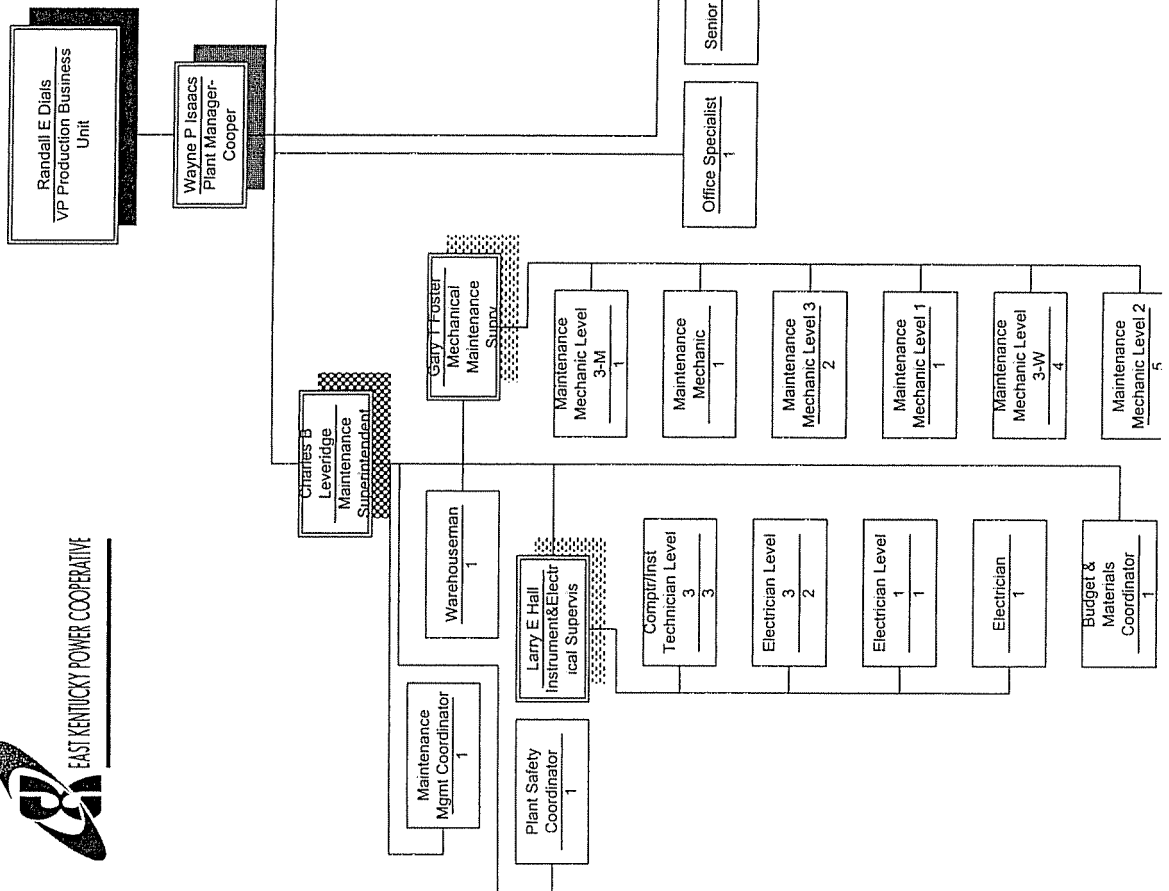 EAST KENTUCKY POWER COOPERATIVE
Randall E Dials
VP Production Business
Unit
Wayne P Isaacs
Plant Manager-
Cooper
Charles B
Leveridge
Maintenance
Superintendent
Maintenance
Mgmt Coordinator
1
Warehouseman
1
Gary T Foster
Mechanical
Maintenance
Suprv
Plant Safety
Coordinator
1
Larry E Hall
Instrument&Electr
ical Supervis
Comptr/Inst
Technician Level
3
3
Electrician Level
3
2
Electrician Level
1
1
Electrician
1
Budget &
Materials
Coordinator
1
Maintenance
Mechanic Level
3-M
1
Maintenance
Mechanic
1
Maintenance
Mechanic Level 3
2
Maintenance
Mechanic Level 1
1
Maintenance
Mechanic Level
3-W
4
Maintenance
Mechanic Level 2
5
Office Specialist
1
Senior